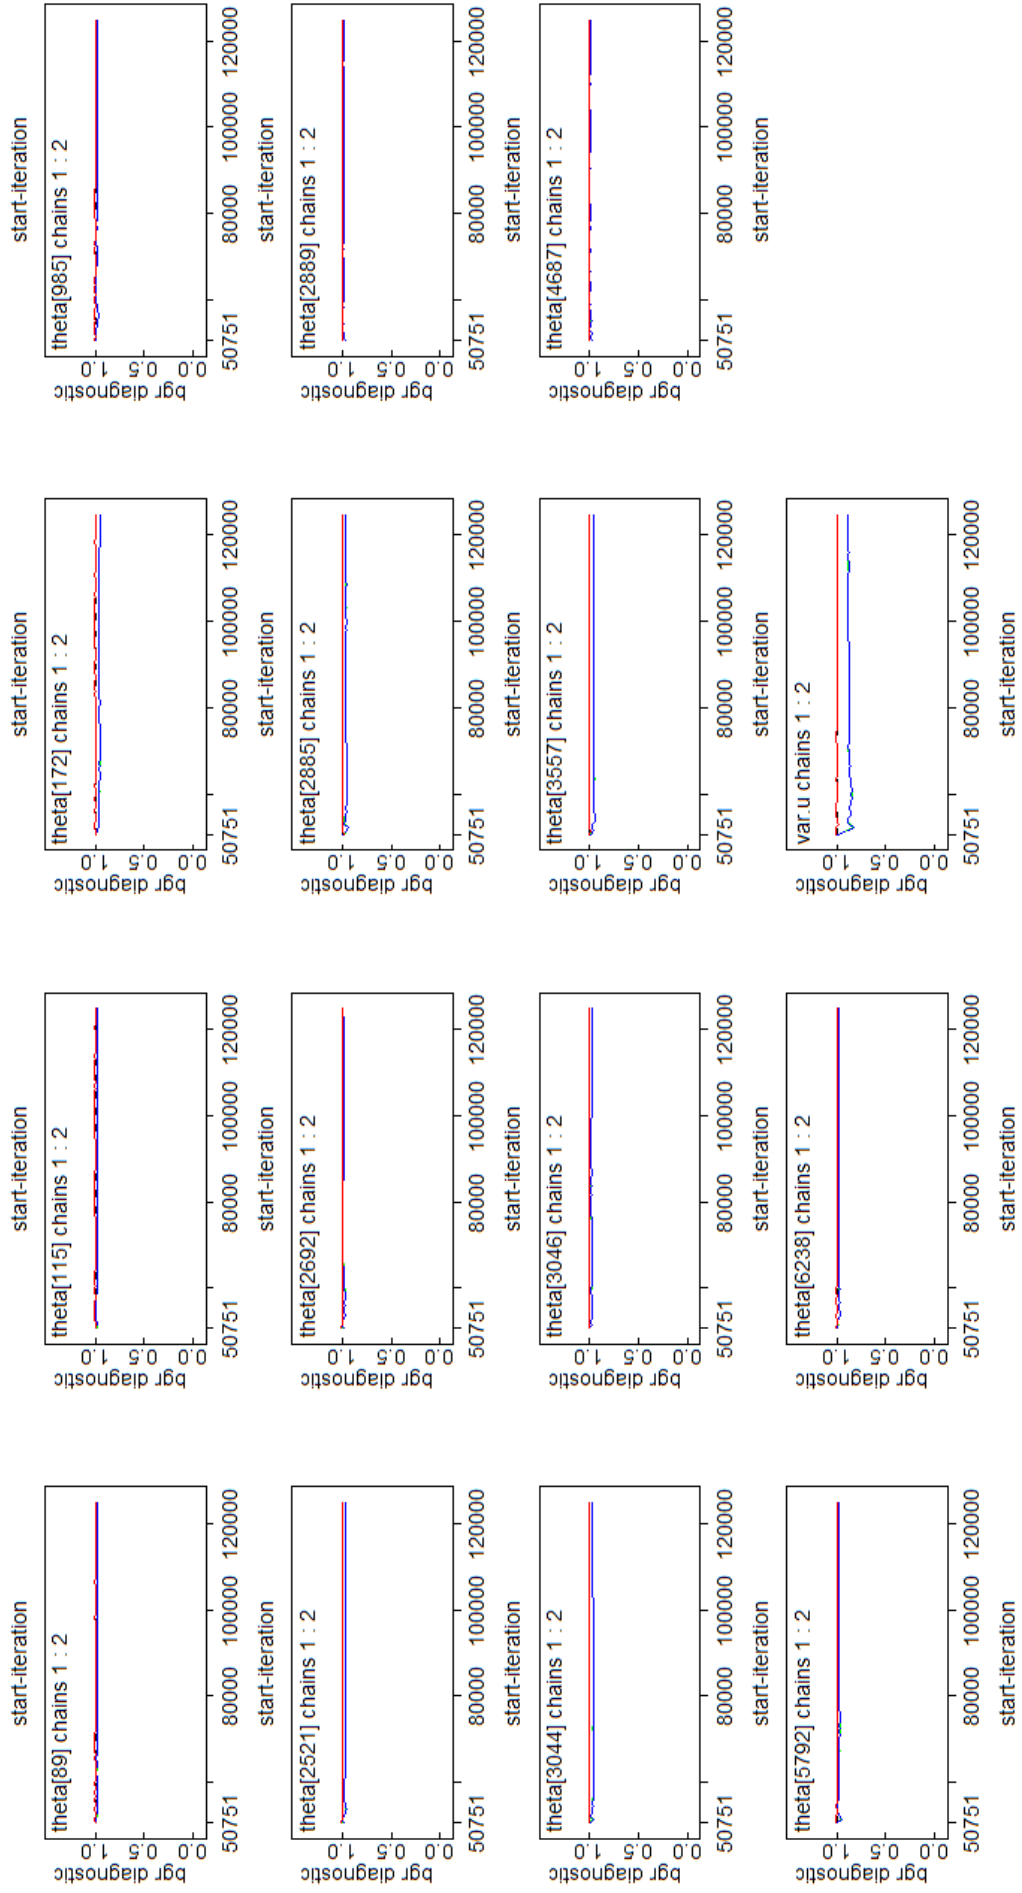 start-iteration
start-iteration
start-iteration
start-iteration
theta[89] chains 1 : 2
bgr diagnostic
1.0
0.5
0.0
50751 80000 100000 120000
start-iteration
theta[115] chains 1 : 2
bgr diagnostic
1.0
0.5
0.0
50751 80000 100000 120000
start-iteration
theta[172] chains 1 : 2
bgr diagnostic
1.0
0.5
0.0
50751 80000 100000 120000
start-iteration
theta[985] chains 1 : 2
bgr diagnostic
1.0
0.5
0.0
50751 80000 100000 120000
start-iteration
theta[2521] chains 1 : 2
bgr diagnostic
1.0
0.5
0.0
50751 80000 100000 120000
start-iteration
theta[2692] chains 1 : 2
bgr diagnostic
1.0
0.5
0.0
50751 80000 100000 120000
start-iteration
theta[2885] chains 1 : 2
bgr diagnostic
1.0
0.5
0.0
50751 80000 100000 120000
start-iteration
theta[2889] chains 1 : 2
bgr diagnostic
1.0
0.5
0.0
50751 80000 100000 120000
start-iteration
theta[3044] chains 1 : 2
bgr diagnostic
1.0
0.5
0.0
50751 80000 100000 120000
start-iteration
theta[3046] chains 1 : 2
bgr diagnostic
1.0
0.5
0.0
50751 80000 100000 120000
start-iteration
theta[3557] chains 1 : 2
bgr diagnostic
1.0
0.5
0.0
50751 80000 100000 120000
start-iteration
theta[4687] chains 1 : 2
bgr diagnostic
1.0
0.5
0.0
50751 80000 100000 120000
start-iteration
theta[5792] chains 1 : 2
bgr diagnostic
1.0
0.5
0.0
50751 80000 100000 120000
start-iteration
theta[6238] chains 1 : 2
bgr diagnostic
1.0
0.5
0.0
50751 80000 100000 120000
start-iteration
var.u chains 1 : 2
bgr diagnostic
1.0
0.5
0.0
50751 80000 100000 120000
start-iteration